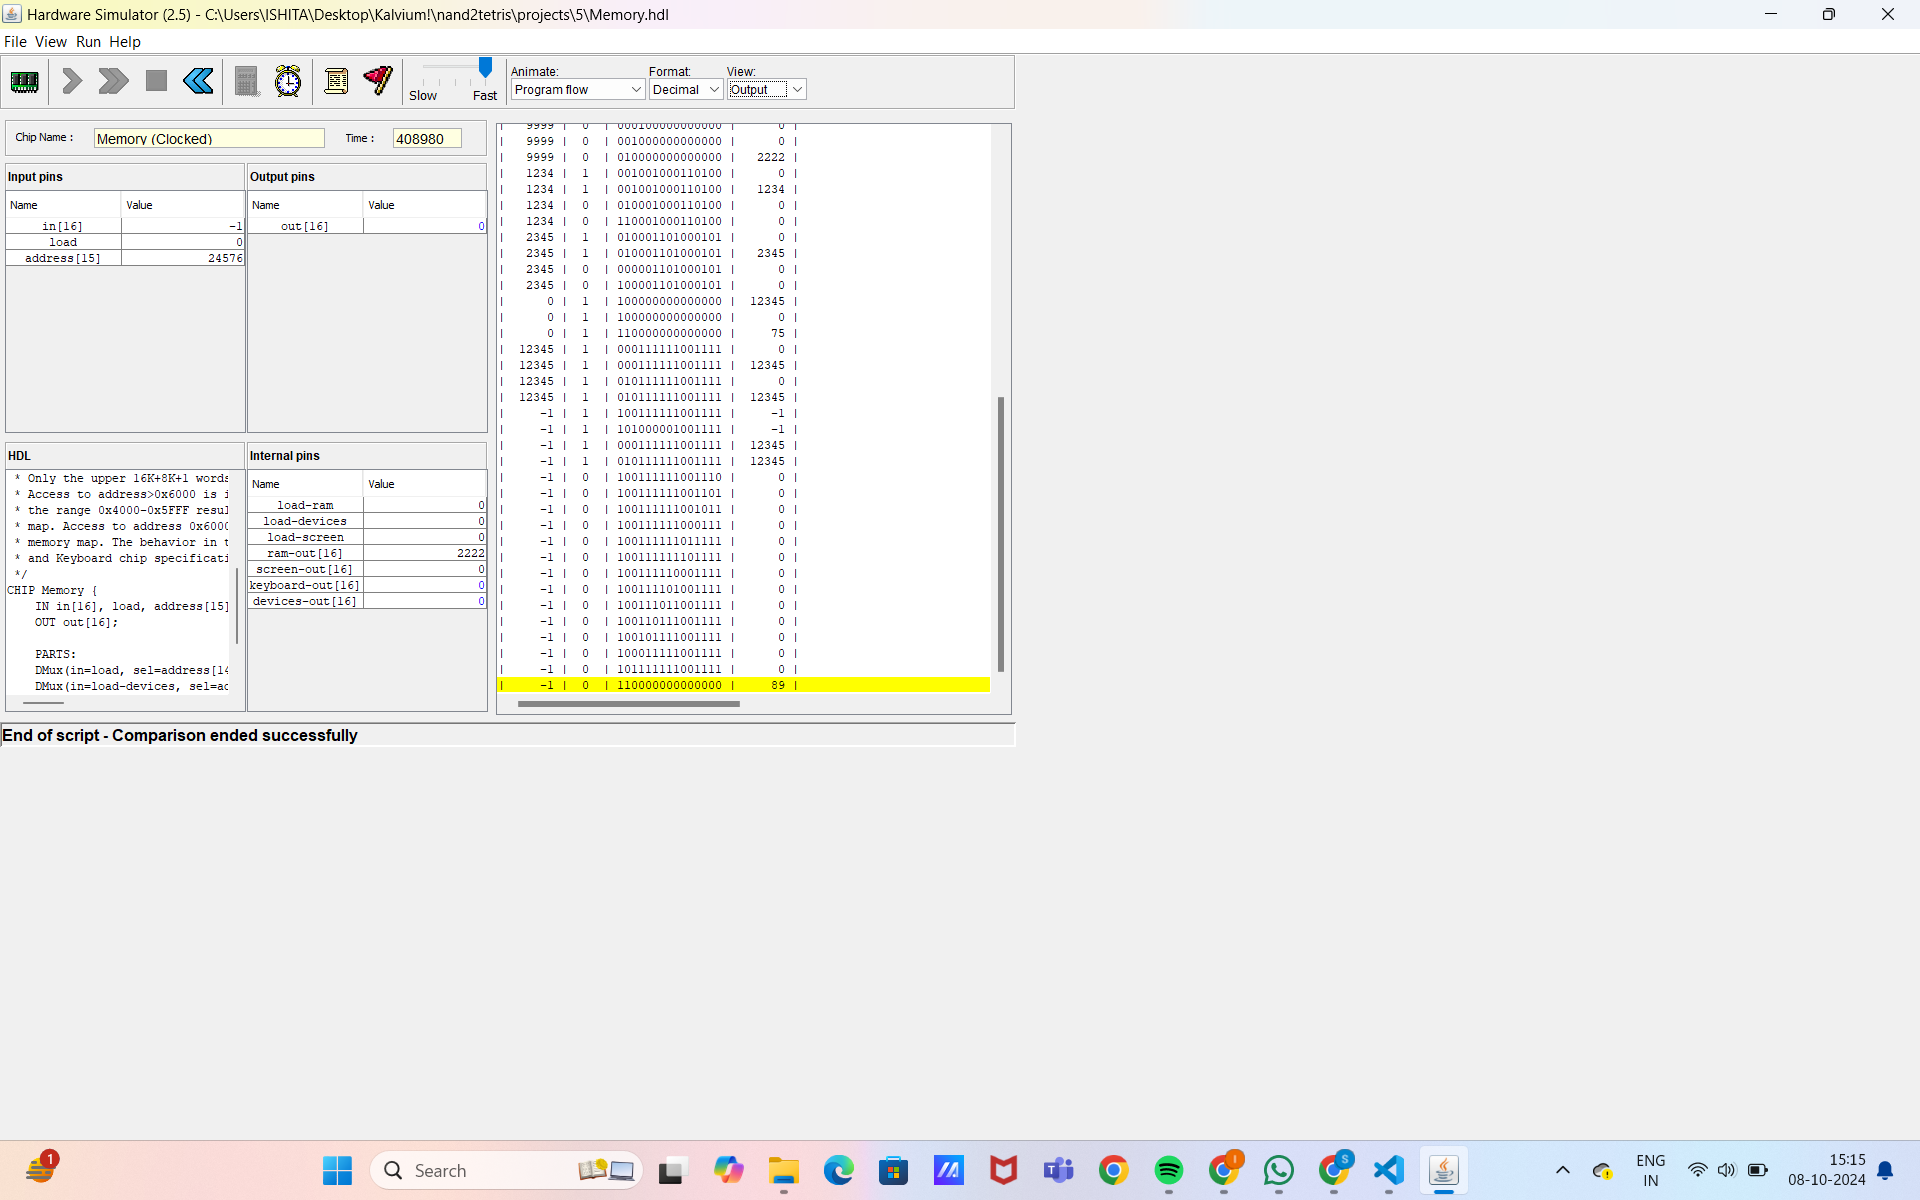 Hardware Simulator (2.5) - C:\Users\ISHITA\Desktop\Kalvium!\nand2tetris\projects\5\Memory.hdl
File View Run Help
Slow Fast
Animate:
Program flow
Format:
Decimal
View:
Output
Chip Name :
Memory (Clocked)
Time :
408980
Input pins
Name Value
in[16] -1
load 0
address[15] 24576
Output pins
Name Value
out[16] 0
HDL
* Only the upper 16K+8K+1 words
* Access to address>0x6000 is i
* the range 0x4000-0x5FFF resul
* map. Access to address 0x6000
* memory map. The behavior in t
* and Keyboard chip specificati
*/
CHIP Memory {
IN in[16], load, address[15]
OUT out[16];
PARTS:
DMux(in=load, sel=address[14
DMux(in=load-devices, sel=ad
Internal pins
Name Value
load-ram 0
load-devices 0
load-screen 0
ram-out[16] 2222
screen-out[16] 0
keyboard-out[16] 0
devices-out[16] 0
| 9999 | 0 | 000100000000000 | 0 |
| 9999 | 0 | 001000000000000 | 0 |
| 9999 | 0 | 010000000000000 | 2222 |
| 1234 | 1 | 001001000110100 | 0 |
| 1234 | 1 | 001001000110100 | 1234 |
| 1234 | 0 | 010001000110100 | 0 |
| 1234 | 0 | 110001000110100 | 0 |
| 2345 | 1 | 010001101000101 | 0 |
| 2345 | 1 | 010001101000101 | 2345 |
| 2345 | 0 | 000001101000101 | 0 |
| 2345 | 0 | 100001101000101 | 0 |
| 0 | 1 | 100000000000000 | 12345 |
| 0 | 1 | 100000000000000 | 0 |
| 0 | 1 | 110000000000000 | 75 |
| 12345 | 1 | 000111111001111 | 0 |
| 12345 | 1 | 000111111001111 | 12345 |
| 12345 | 1 | 010111111001111 | 0 |
| 12345 | 1 | 010111111001111 | 12345 |
| -1 | 1 | 100111111001111 | -1 |
| -1 | 1 | 101000001001111 | -1 |
| -1 | 1 | 000111111001111 | 12345 |
| -1 | 1 | 010111111001111 | 12345 |
| -1 | 0 | 100111111001110 | 0 |
| -1 | 0 | 100111111001101 | 0 |
| -1 | 0 | 100111111001011 | 0 |
| -1 | 0 | 100111111000111 | 0 |
| -1 | 0 | 100111111011111 | 0 |
| -1 | 0 | 100111111101111 | 0 |
| -1 | 0 | 100111110001111 | 0 |
| -1 | 0 | 100111101001111 | 0 |
| -1 | 0 | 100111011001111 | 0 |
| -1 | 0 | 100110111001111 | 0 |
| -1 | 0 | 100101111001111 | 0 |
| -1 | 0 | 100011111001111 | 0 |
| -1 | 0 | 101111111001111 | 0 |
| -1 | 0 | 110000000000000 | 89 |
End of script - Comparison ended successfully
1
Search
I
S
ENG
IN
15:15
08-10-2024